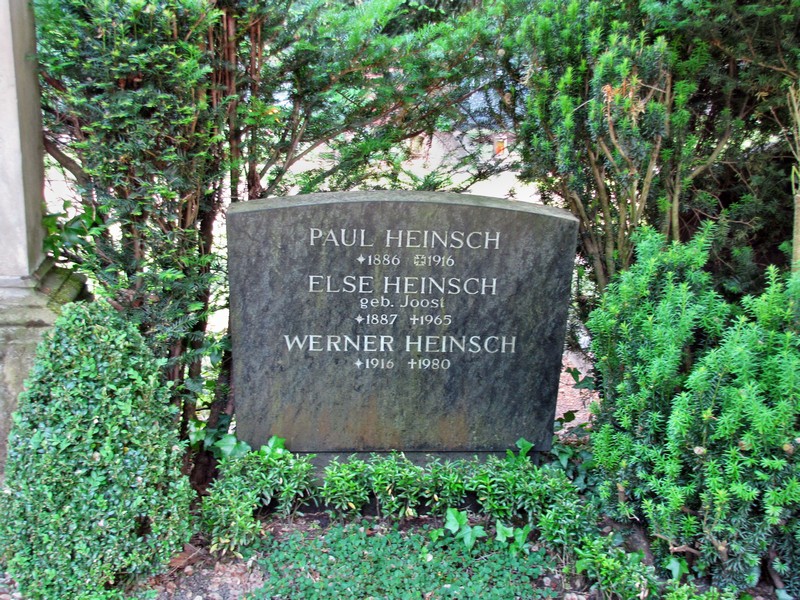 PAUL HEINSCH
✦1886 ✠1916
ELSE HEINSCH
geb. Joost
✦1887 ✝1965
WERNER HEINSCH
✦1916 ✝1980